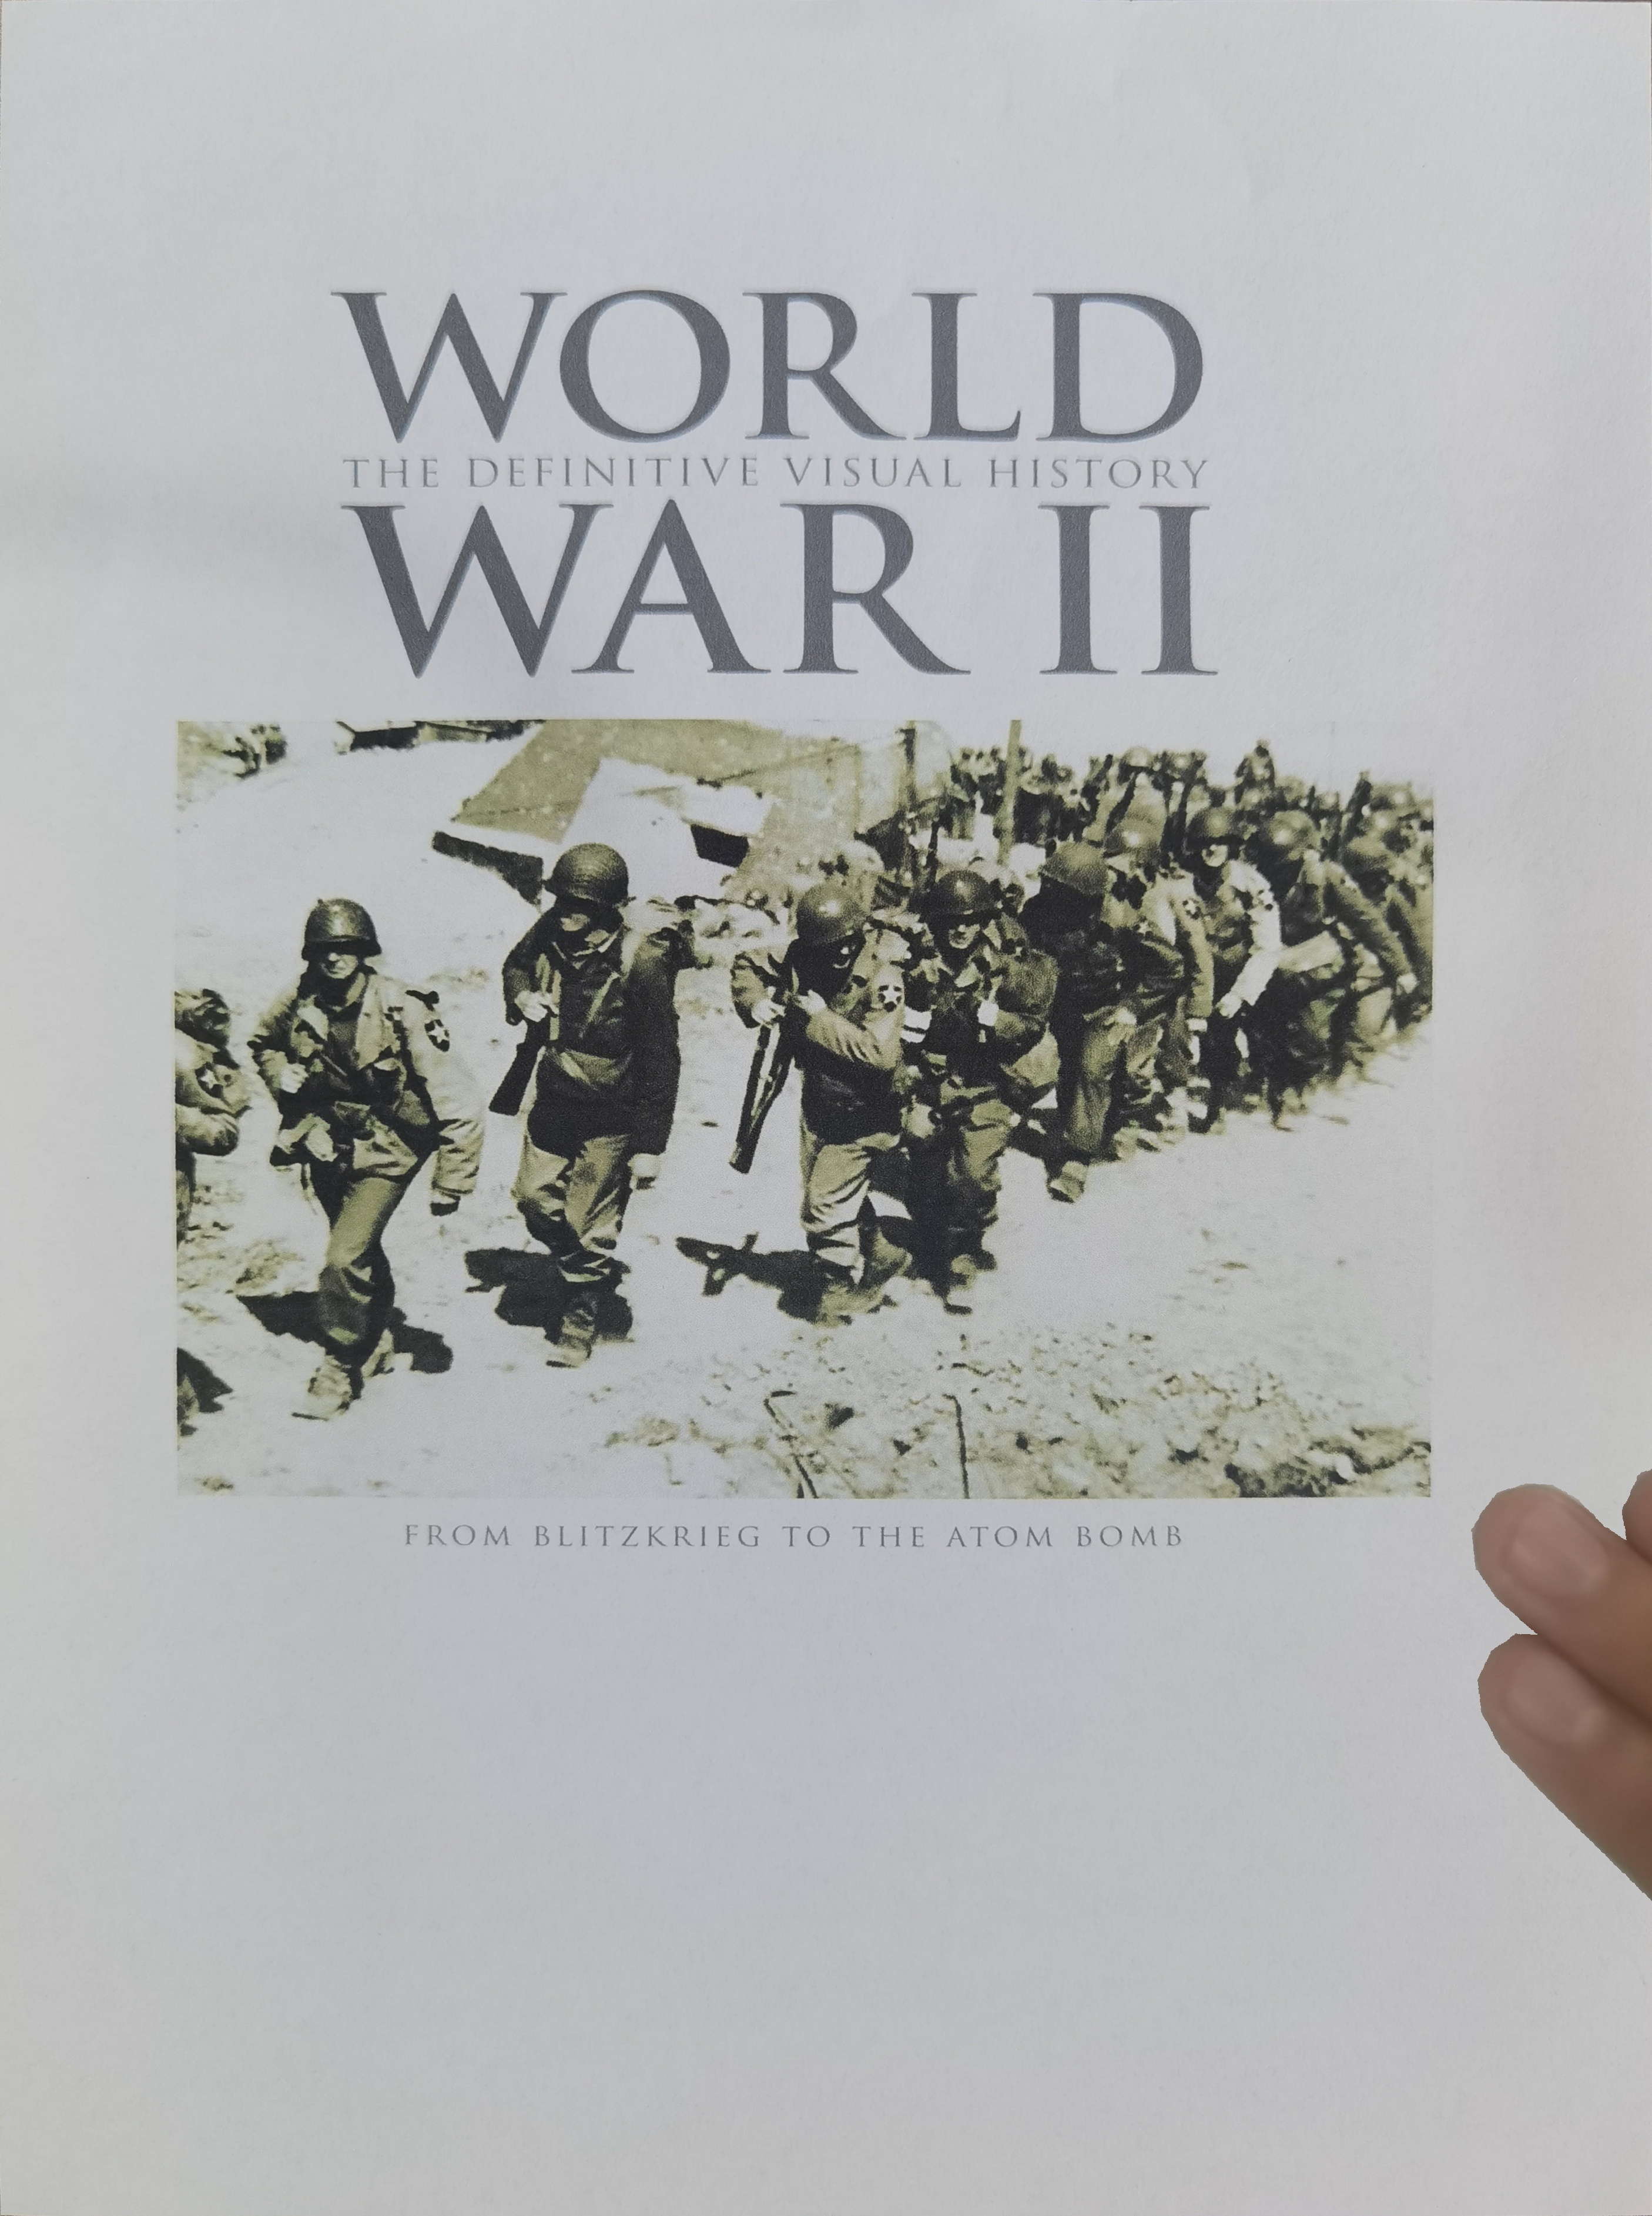 WORLD
THE DEFINITIVE VISUAL HISTORY
WAR II
FROM BLITZKRIEG TO THE ATOM BOMB